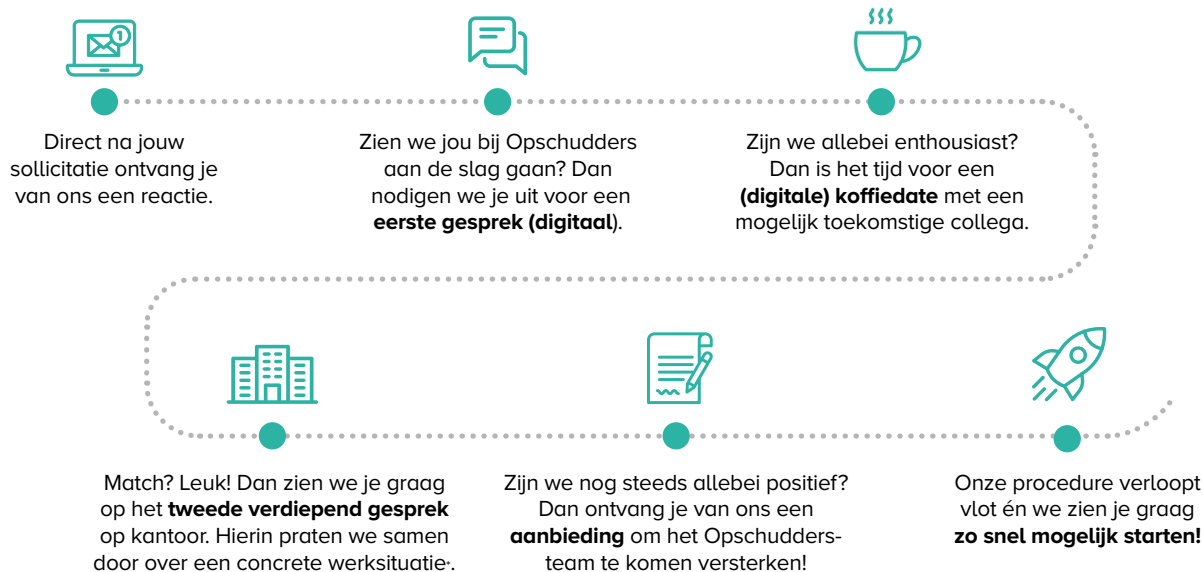 1
Direct na jouw
sollicitatie ontvang je
van ons een reactie.
Zien we jou bij Opschudders
aan de slag gaan? Dan
nodigen we je uit voor een
eerste gesprek (digitaal).
Zijn we allebei enthousiast?
Dan is het tijd voor een
(digitale) koffiedate met een
mogelijk toekomstige collega.
Match? Leuk! Dan zien we je graag
op het tweede verdiepend gesprek
op kantoor. Hierin praten we samen
door over een concrete werksituatie*.
Zijn we nog steeds allebei positief?
Dan ontvang je van ons een
aanbieding om het Opschudders-
team te komen versterken!
Onze procedure verloopt
vlot én we zien je graag
zo snel mogelijk starten!